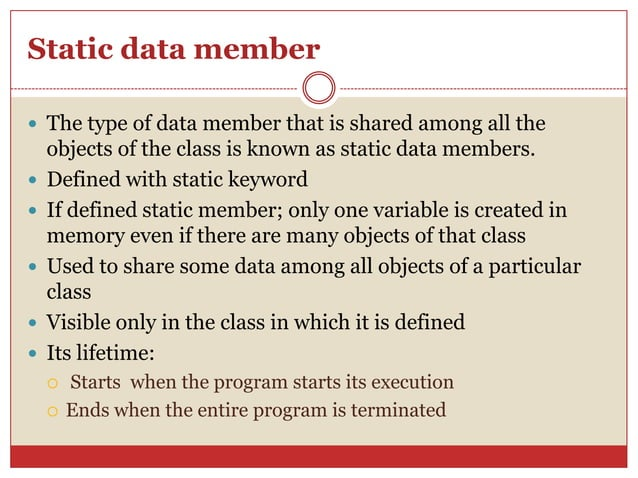 Static data member
• The type of data member that is shared among all the
objects of the class is known as static data members.
• Defined with static keyword
• If defined static member; only one variable is created in
memory even if there are many objects of that class
• Used to share some data among all objects of a particular
class
• Visible only in the class in which it is defined
• Its lifetime:
○ Starts  when the program starts its execution
○ Ends when the entire program is terminated